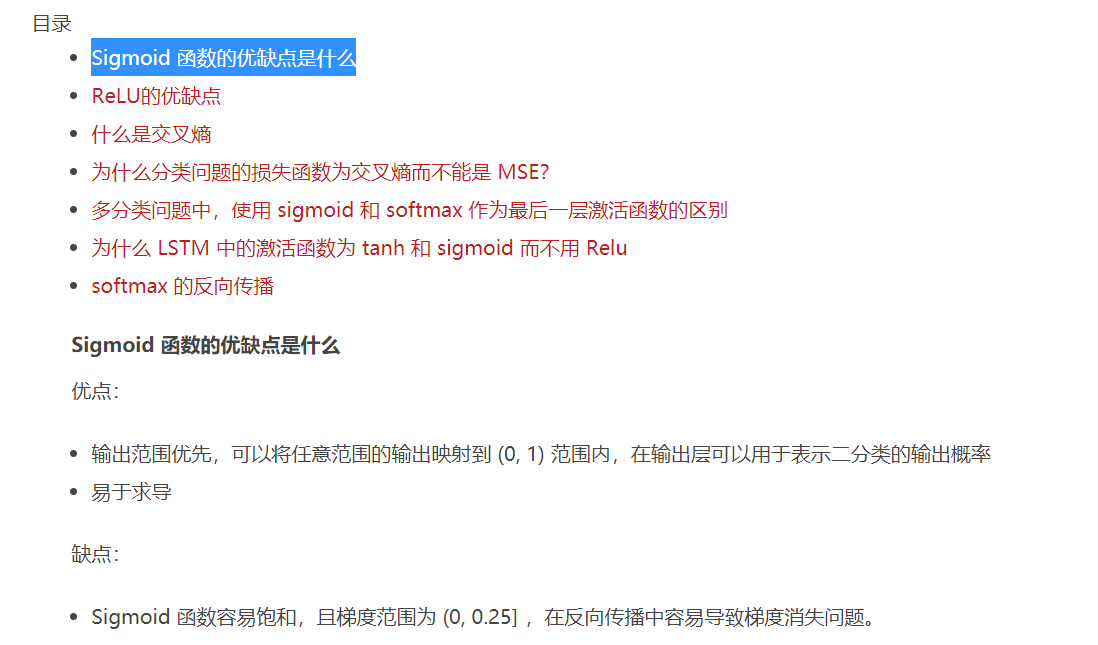 目录
Sigmoid 函数的优缺点是什么
ReLU的优缺点
什么是交叉熵
为什么分类问题的损失函数为交叉熵而不能是 MSE?
多分类问题中，使用 sigmoid 和 softmax 作为最后一层激活函数的区别
为什么 LSTM 中的激活函数为 tanh 和 sigmoid 而不用 Relu
softmax 的反向传播
Sigmoid 函数的优缺点是什么
优点：
输出范围优先，可以将任意范围的输出映射到 (0, 1) 范围内，在输出层可以用于表示二分类的输出概率
易于求导
缺点：
Sigmoid 函数容易饱和，且梯度范围为 (0, 0.25] ，在反向传播中容易导致梯度消失问题。